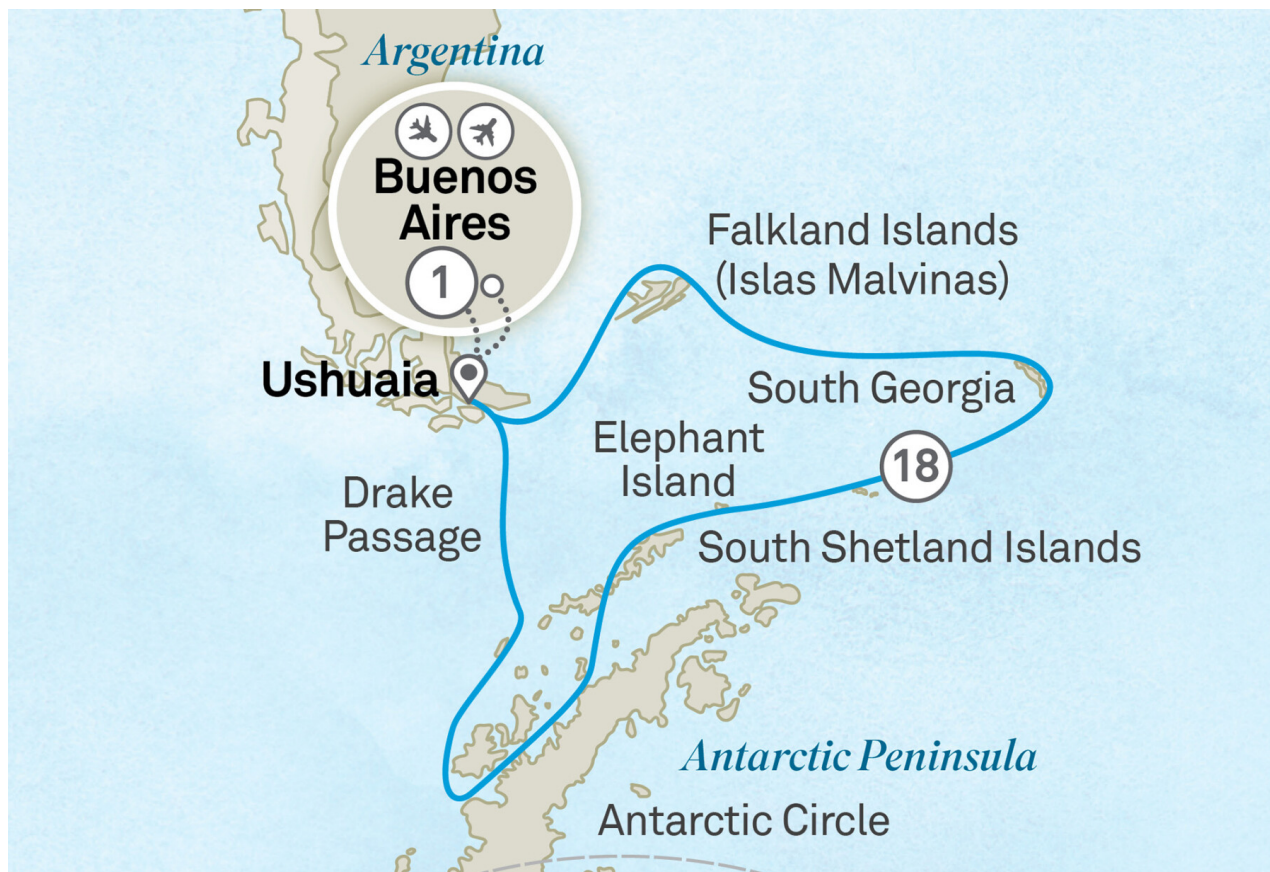 Argentina
Buenos
Aires
1
Falkland Islands
(Islas Malvinas)
Ushuaia
South Georgia
Elephant
Island
18
Drake
Passage
South Shetland Islands
Antarctic Peninsula
Antarctic Circle